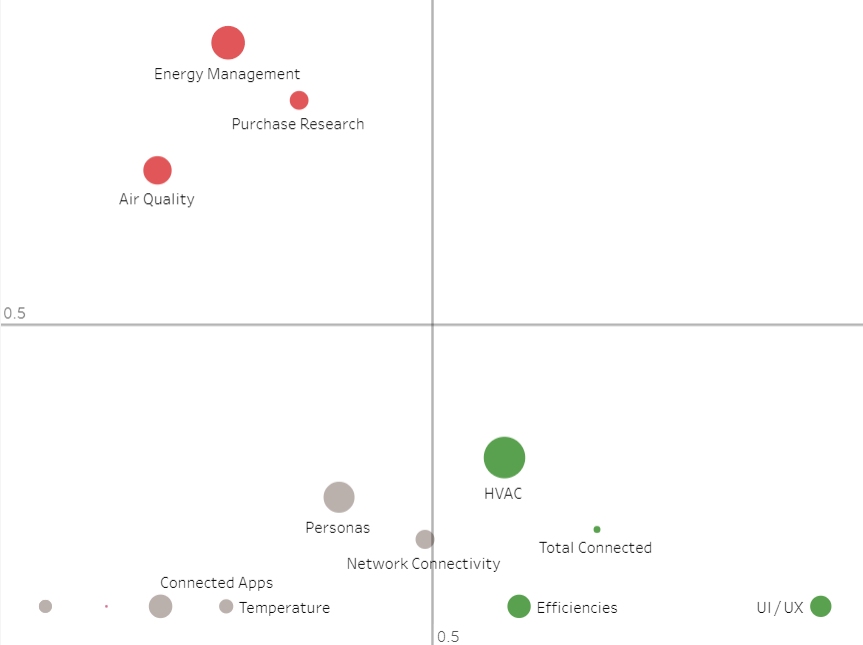 Energy Management
Purchase Research
Air Quality
0.5
HVAC
Personas
Total Connected
Network Connectivity
Connected Apps
Temperature
Efficiencies
UI / UX
0.5